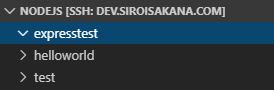 NODEJS [SSH: DEV.SIROISAKANA.COM]
expresstest
helloworld
test